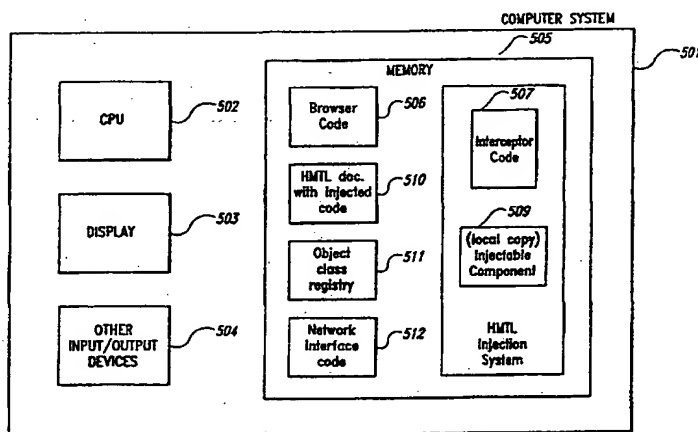 COMPUTER SYSTEM
501
505
MEMORY
CPU
502
Browser
Code
506
507
Interceptor
Code
HMTL doc.
with injected
code
510
DISPLAY
503
509
(local copy)
Injectable
Component
Object
class
registry
511
OTHER
INPUT/OUTPUT
DEVICES
504
Network
interface
code
512
HMTL
Injection
System